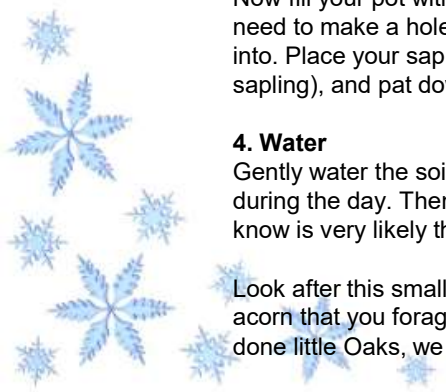 Now fill your pot wit
need to make a hole
into. Place your sap
sapling), and pat do
4. Water
Gently water the soi
during the day. Ther
know is very likely th
Look after this small
acorn that you forag
done little Oaks, we